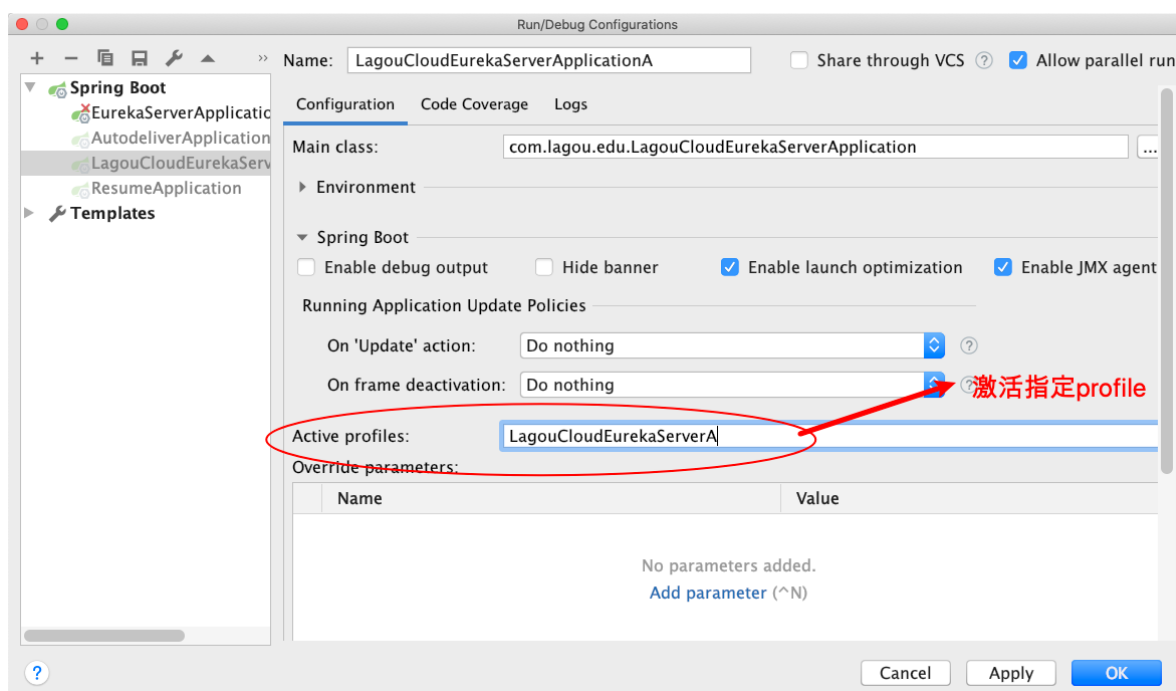 Run/Debug Configurations
Name: LagouCloudEurekaServerApplicationA Share through VCS ? Allow parallel run
Spring Boot
EurekaServerApplicatio
AutodeliverApplication
LagouCloudEurekaServ
ResumeApplication
Templates
Configuration Code Coverage Logs
Main class: com.lagou.edu.LagouCloudEurekaServerApplication ...
Environment
Spring Boot
Enable debug output Hide banner Enable launch optimization Enable JMX agent
Running Application Update Policies
On 'Update' action: Do nothing ?
On frame deactivation: Do nothing ?
激活指定profile
Active profiles: LagouCloudEurekaServerA
Override parameters:
Name Value
No parameters added.
Add parameter (^N)
? Cancel Apply OK